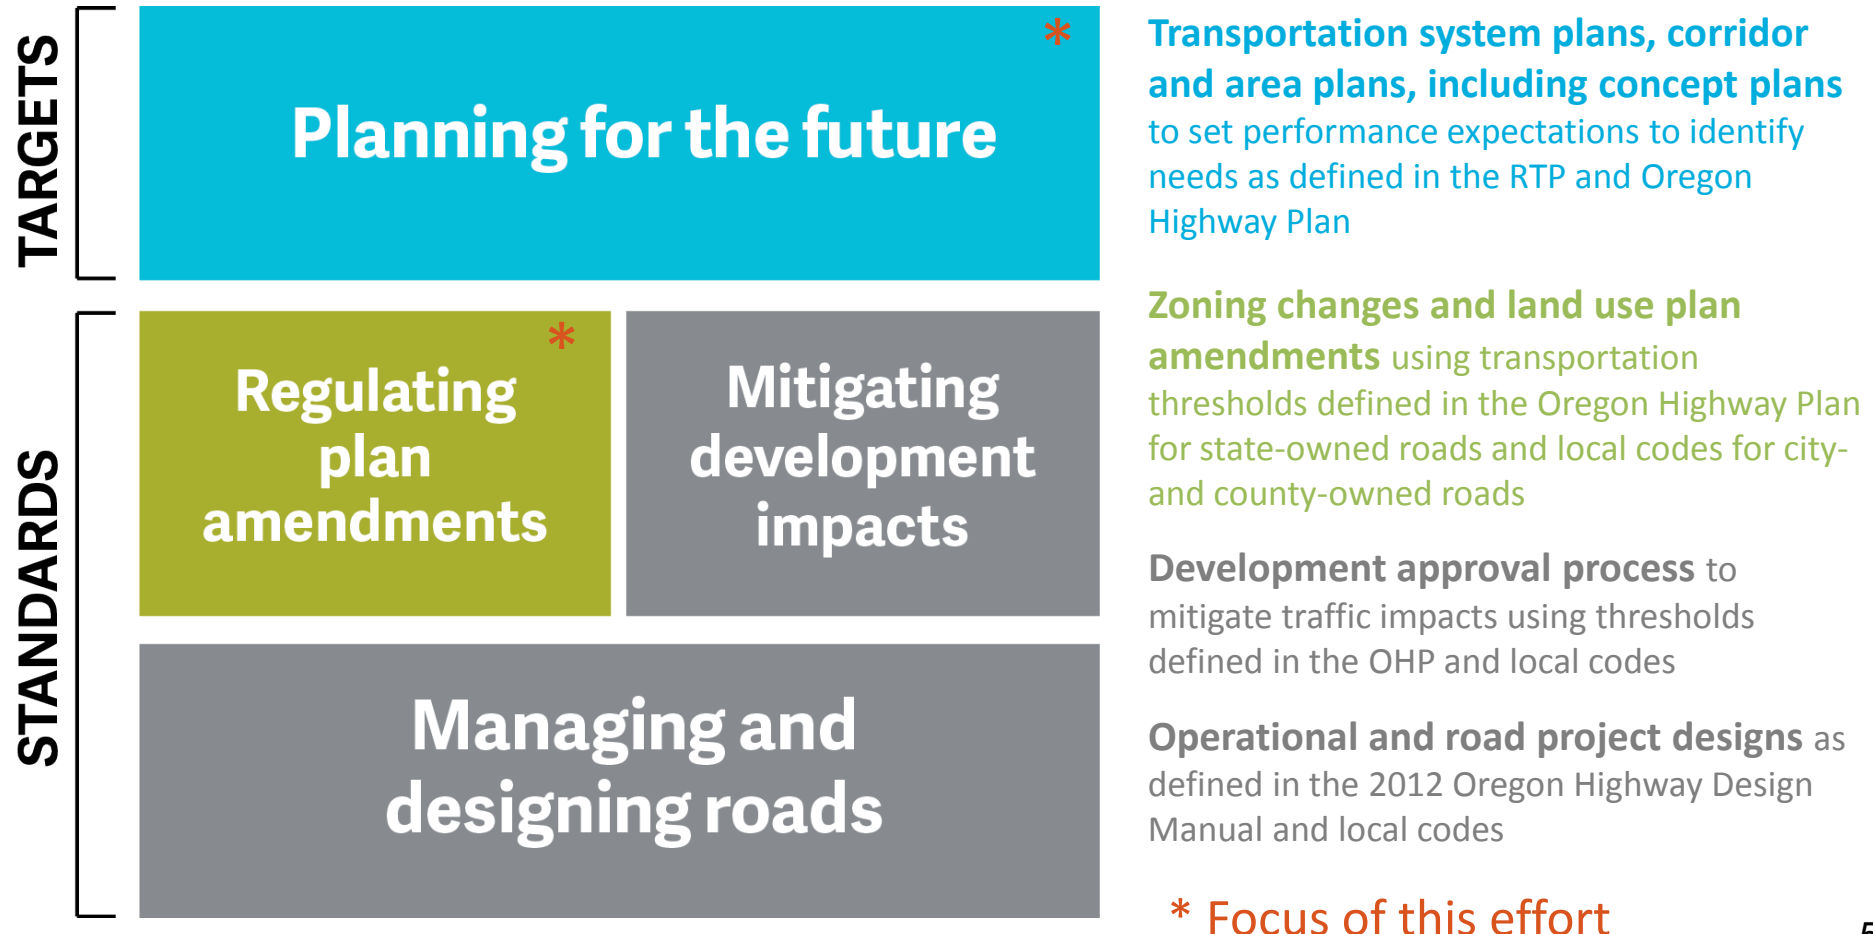 TARGETS
*
Planning for the future
Transportation system plans, corridor
and area plans, including concept plans
to set performance expectations to identify
needs as defined in the RTP and Oregon
Highway Plan
STANDARDS
*
Regulating
plan
amendments
Mitigating
development
impacts
Zoning changes and land use plan
amendments using transportation
thresholds defined in the Oregon Highway Plan
for state-owned roads and local codes for city-
and county-owned roads
Development approval process to
mitigate traffic impacts using thresholds
defined in the OHP and local codes
Managing and
designing roads
Operational and road project designs as
defined in the 2012 Oregon Highway Design
Manual and local codes
* Focus of this effort